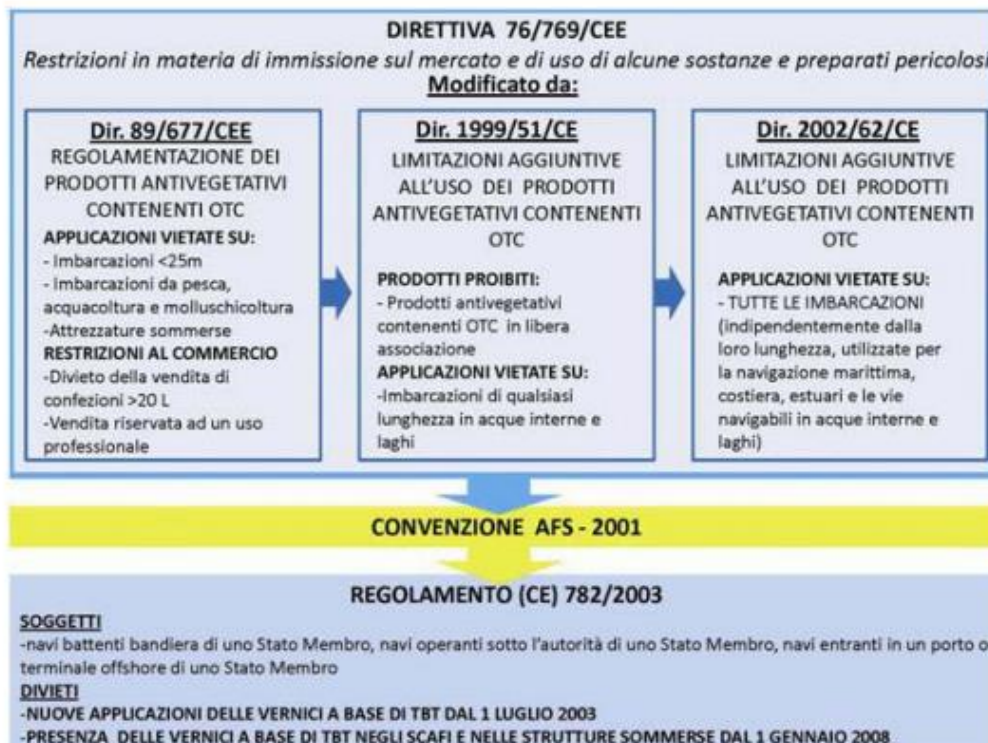 DIRETTIVA 76/769/CEE
Restrizioni in materia di immissione sul mercato e di uso di alcune sostanze e preparati pericolosi
Modificato da:
Dir. 89/677/CEE
REGOLAMENTAZIONE DEI
PRODOTTI ANTIVEGETATIVI
CONTENENTI OTC
APPLICAZIONI VIETATE SU:
- Imbarcazioni <25m
- Imbarcazioni da pesca,
acquacoltura e molluschicoltura
-Attrezzature sommerse
RESTRIZIONI AL COMMERCIO
-Divieto della vendita di
confezioni >20 L
-Vendita riservata ad un uso
professionale
Dir. 1999/51/CE
LIMITAZIONI AGGIUNTIVE
ALL'USO DEI PRODOTTI
ANTIVEGETATIVI CONTENENTI
OTC
PRODOTTI PROIBITI:
- Prodotti antivegetativi
contenenti OTC in libera
associazione
APPLICAZIONI VIETATE SU:
-Imbarcazioni di qualsiasi
lunghezza in acque interne e
laghi
Dir. 2002/62/CE
LIMITAZIONI AGGIUNTIVE
ALL'USO DEI PRODOTTI
ANTIVEGETATIVI CONTENENTI
OTC
APPLICAZIONI VIETATE SU:
- TUTTE LE IMBARCAZIONI
(indipendentemente dalla
loro lunghezza, utilizzate per
la navigazione marittima,
costiera, estuari e le vie
navigabili in acque interne e
laghi)
CONVENZIONE AFS - 2001
REGOLAMENTO (CE) 782/2003
SOGGETTI
-navi battenti bandiera di uno Stato Membro, navi operanti sotto l'autorità di uno Stato Membro, navi entranti in un porto o
terminale offshore di uno Stato Membro
DIVIETI
-NUOVE APPLICAZIONI DELLE VERNICI A BASE DI TBT DAL 1 LUGLIO 2003
-PRESENZA DELLE VERNICI A BASE DI TBT NEGLI SCAFI E NELLE STRUTTURE SOMMERSE DAL 1 GENNAIO 2008